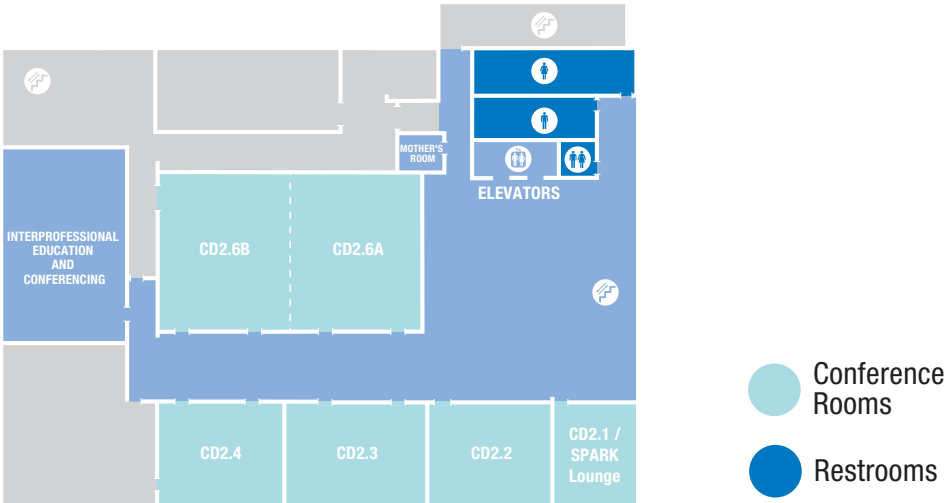 MOTHER'S
ROOM
ELEVATORS
INTERPROFESSIONAL
EDUCATION
AND
CONFERENCING
CD2.6B
CD2.6A
CD2.4
CD2.3
CD2.2
CD2.1 /
SPARK
Lounge
Conference
Rooms
Restrooms